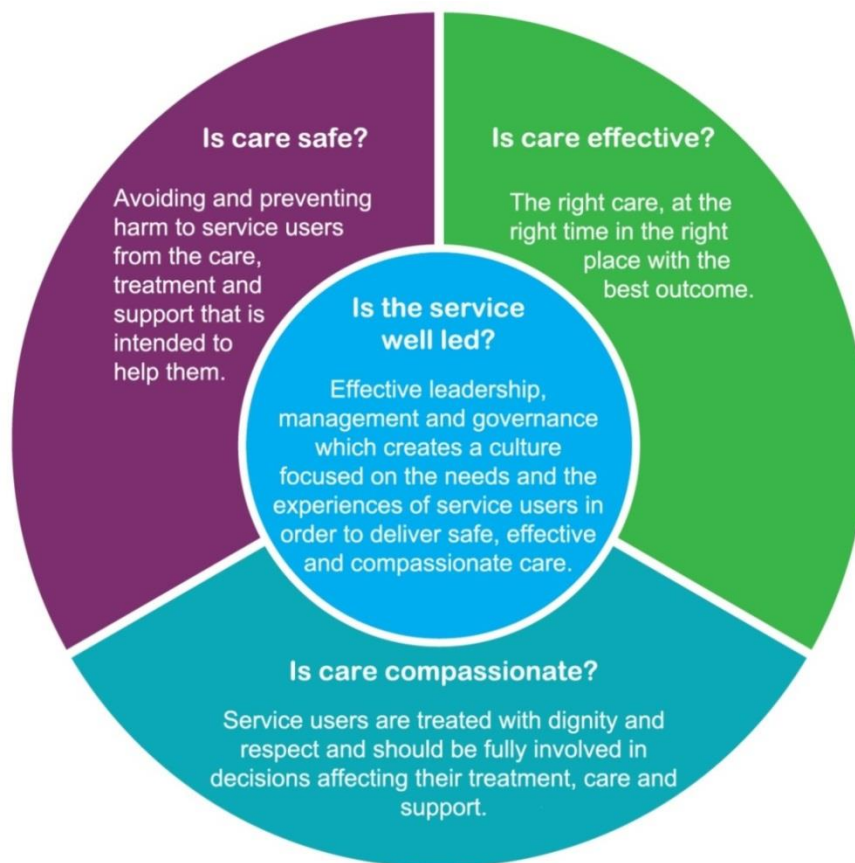 Is care safe?
Avoiding and preventing
harm to service users
from the care,
treatment and
support that is
intended to
help them.
Is care effective?
The right care, at the
right time in the right
place with the
best outcome.
Is the service
well led?
Effective leadership,
management and governance
which creates a culture
focused on the needs and the
experiences of service users in
order to deliver safe, effective
and compassionate care.
Is care compassionate?
Service users are treated with dignity and
respect and should be fully involved in
decisions affecting their treatment, care and
support.